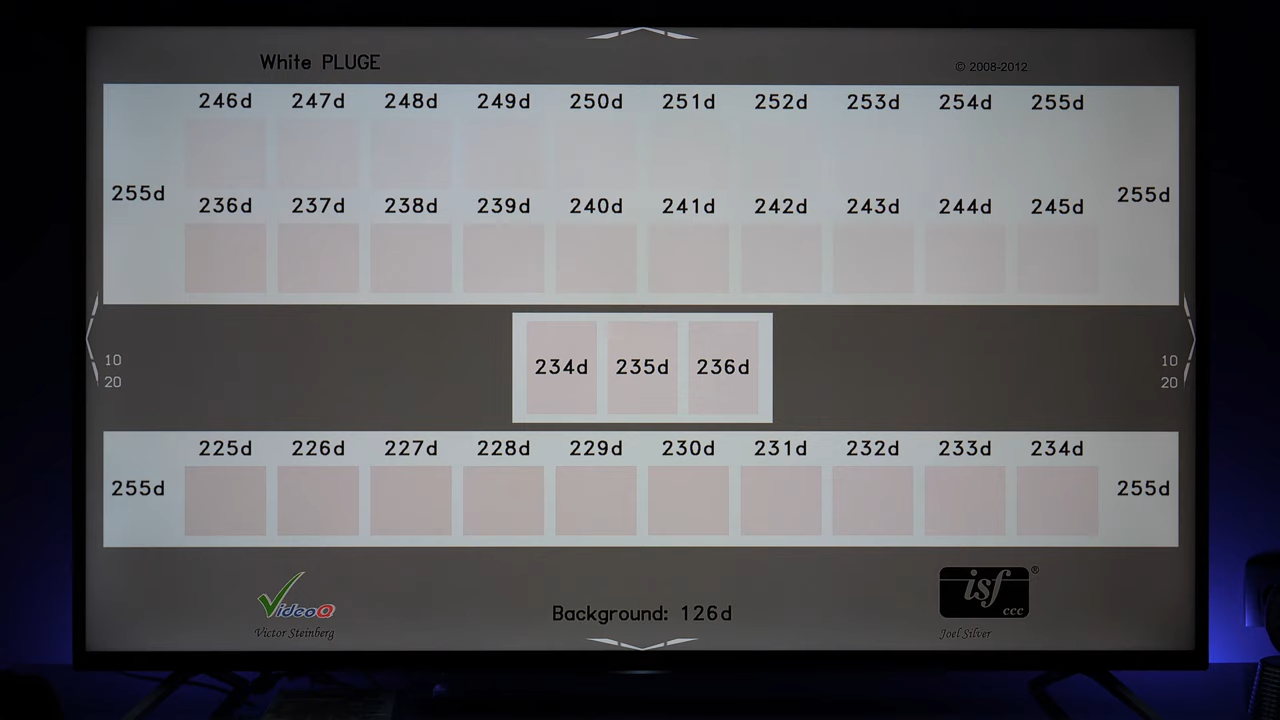 White PLUGE
© 2008-2012
246d 247d 248d 249d 250d 251d 252d 253d 254d 255d
255d 255d
236d 237d 238d 239d 240d 241d 242d 243d 244d 245d
234d 235d 236d
10 10
20 20
225d 226d 227d 228d 229d 230d 231d 232d 233d 234d
255d 255d
VideoQ
Victor Steinberg
Background: 126d
isf ®
ccc
Joel Silver